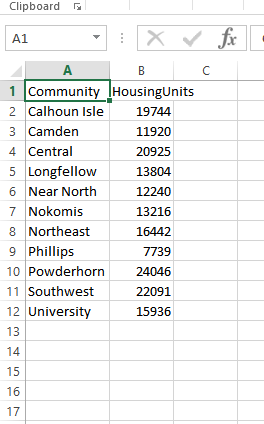 Clipboard
A1 fx
A B C
1 Community HousingUnits
2 Calhoun Isle 19744
3 Camden 11920
4 Central 20925
5 Longfellow 13804
6 Near North 12240
7 Nokomis 13216
8 Northeast 16442
9 Phillips 7739
10 Powderhorn 24046
11 Southwest 22091
12 University 15936
13
14
15
16
17